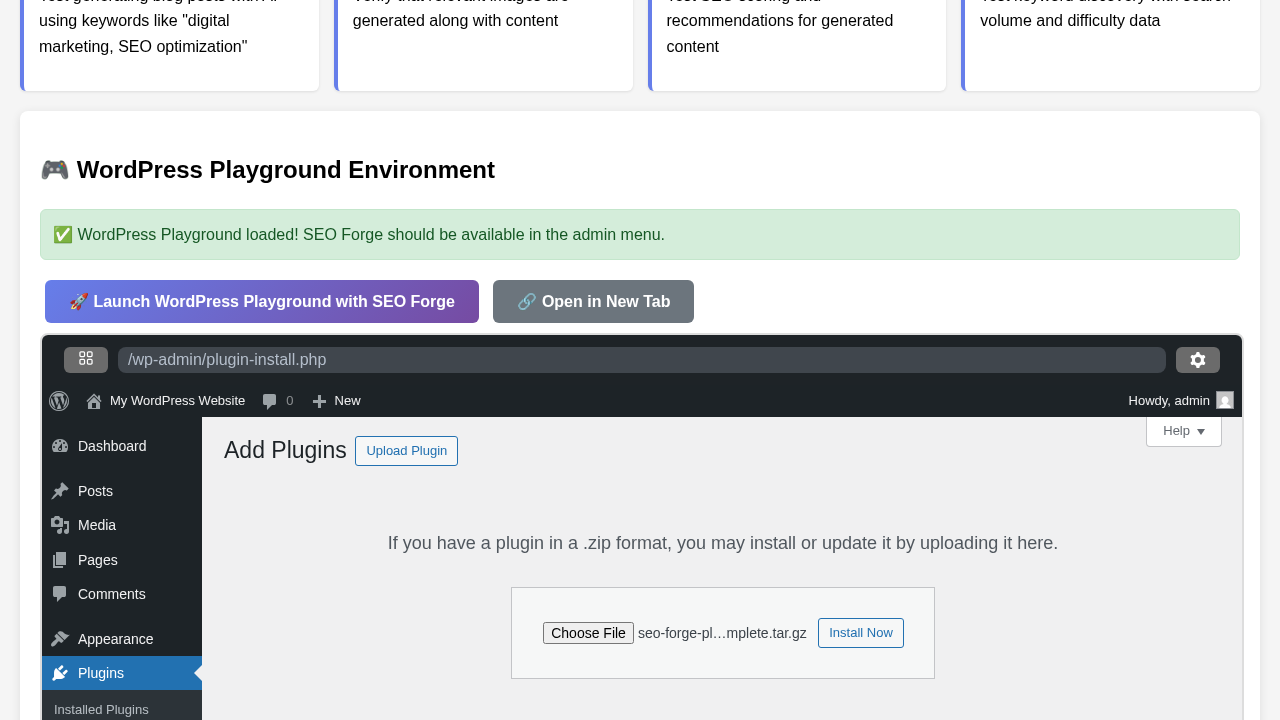 using keywords like "digital
marketing, SEO optimization"
generated along with content
recommendations for generated
content
volume and difficulty data
🎮 WordPress Playground Environment
✅ WordPress Playground loaded! SEO Forge should be available in the admin menu.
🚀 Launch WordPress Playground with SEO Forge
🔗 Open in New Tab
/wp-admin/plugin-install.php
My WordPress Website
0
New
Howdy, admin
Help
Dashboard
Posts
Media
Pages
Comments
Appearance
Plugins
Installed Plugins
Add Plugins
Upload Plugin
If you have a plugin in a .zip format, you may install or update it by uploading it here.
Choose File seo-forge-pl…mplete.tar.gz
Install Now